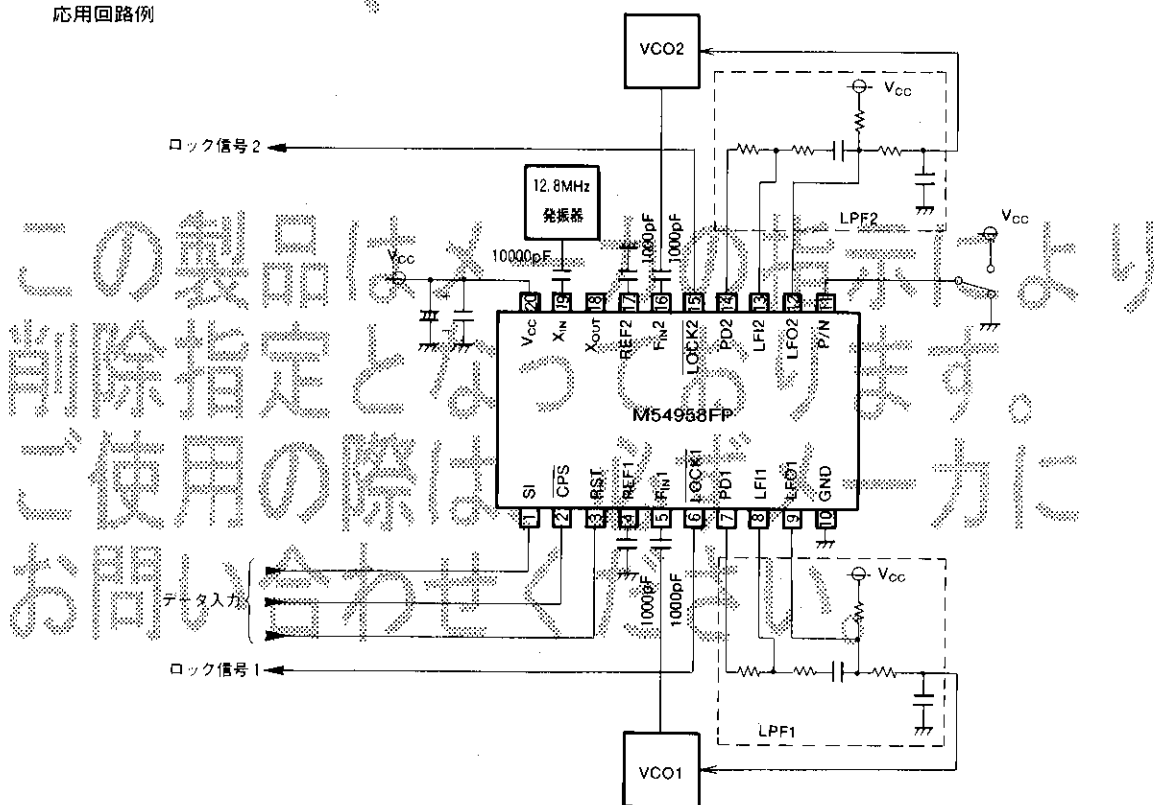 応用回路例
VCO2
VCC
ロック信号2
12.8MHz
発振器
LPF2
VCC
10000pF
1000pF
1000pF
VCC
20 19 18 17 16 15 14 13 12 11
VCC XIN XOUT REF2 FIN2 LOCK2 PD2 LFI2 LFO2 P/N
M54958FP
SI CPS RST REF1 FIN1 LOCK1 PD1 LFI1 LFO1 GND
1 2 3 4 5 6 7 8 9 10
VCC
データ入力
1000pF
1000pF
ロック信号1
LPF1
VCO1
この製品はメ の指示により
削除指定となっております。
ご使用の際は、 ーカに
お問い合わせください。